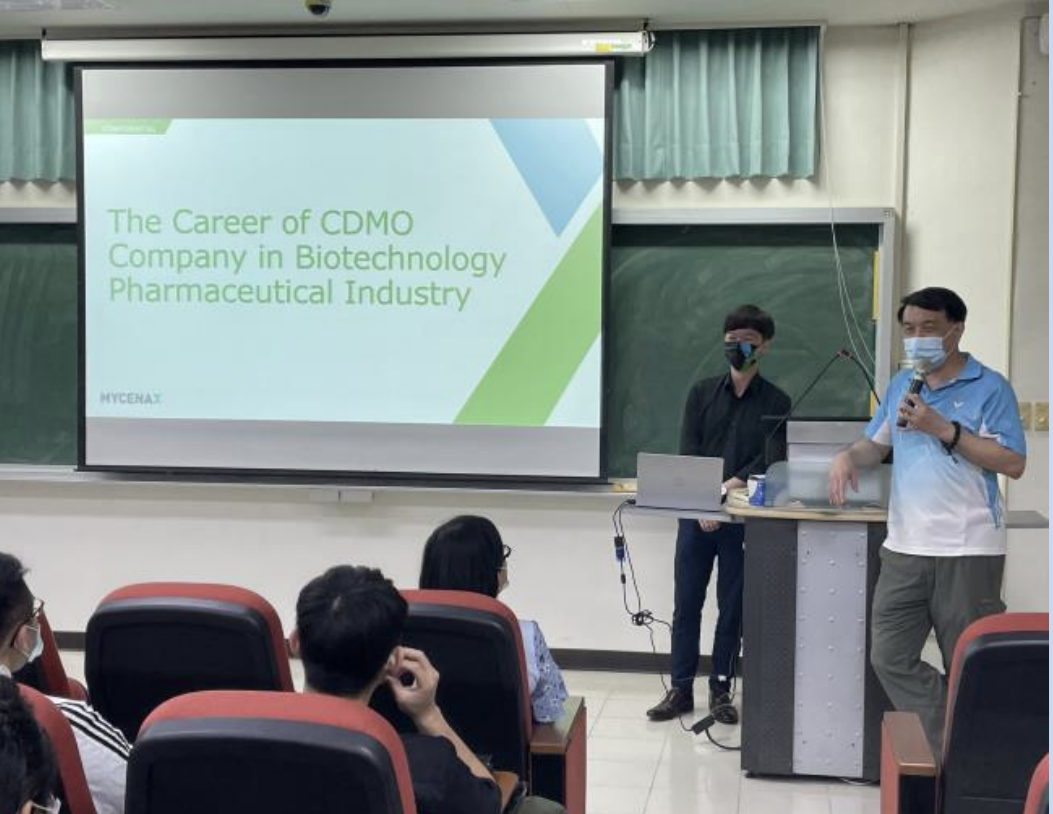 The Career of CDMO
Company in Biotechnology
Pharmaceutical Industry
MYCENAX